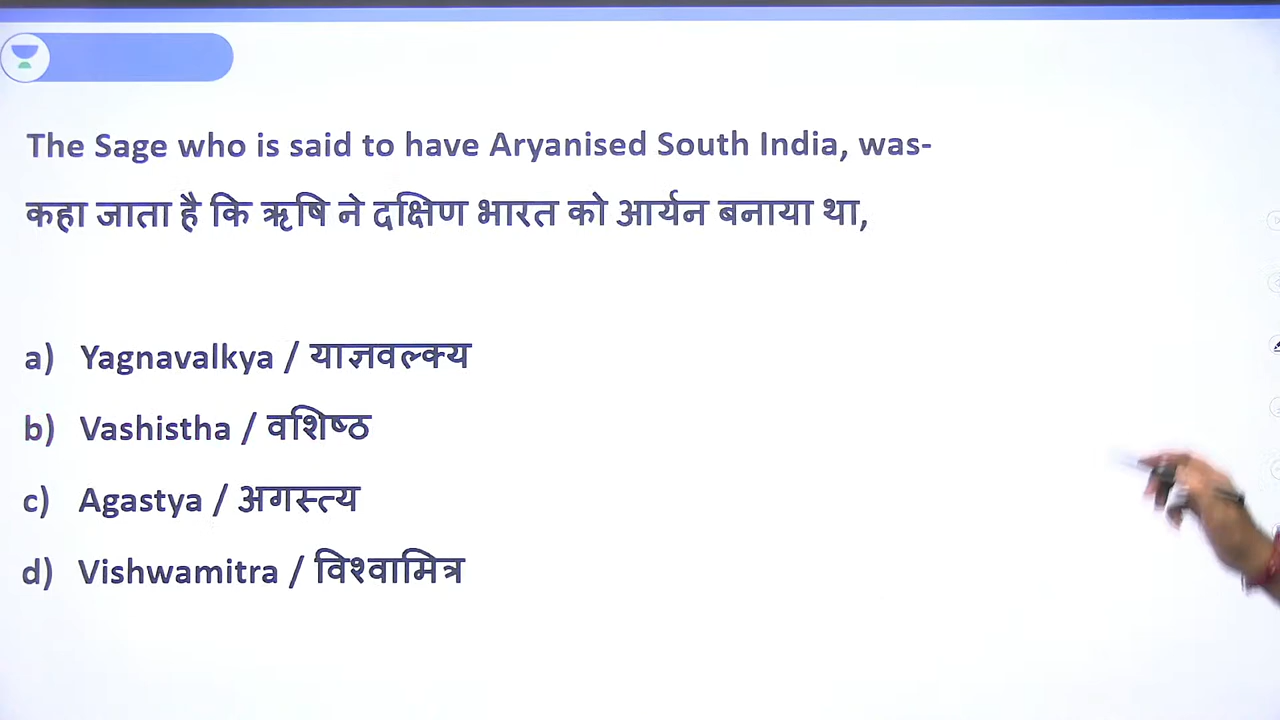 The Sage who is said to have Aryanised South India, was-
कहा जाता है कि ऋषि ने दक्षिण भारत को आर्यन बनाया था,
a) Yagnavalkya / याज्ञवल्क्य
b) Vashistha / वशिष्ठ
c) Agastya / अगस्त्य
d) Vishwamitra / विश्वामित्र